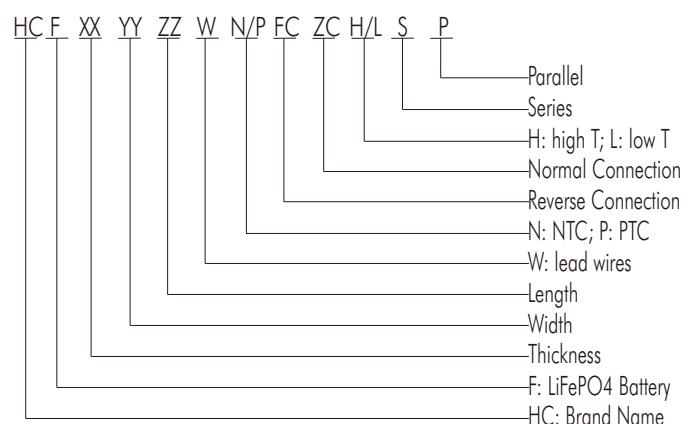 HC F XX YY ZZ W N/P FC ZC H/L S P
Parallel
Series
H: high T; L: low T
Normal Connection
Reverse Connection
N: NTC; P: PTC
W: lead wires
Length
Width
Thickness
F: LiFePO4 Battery
HC: Brand Name